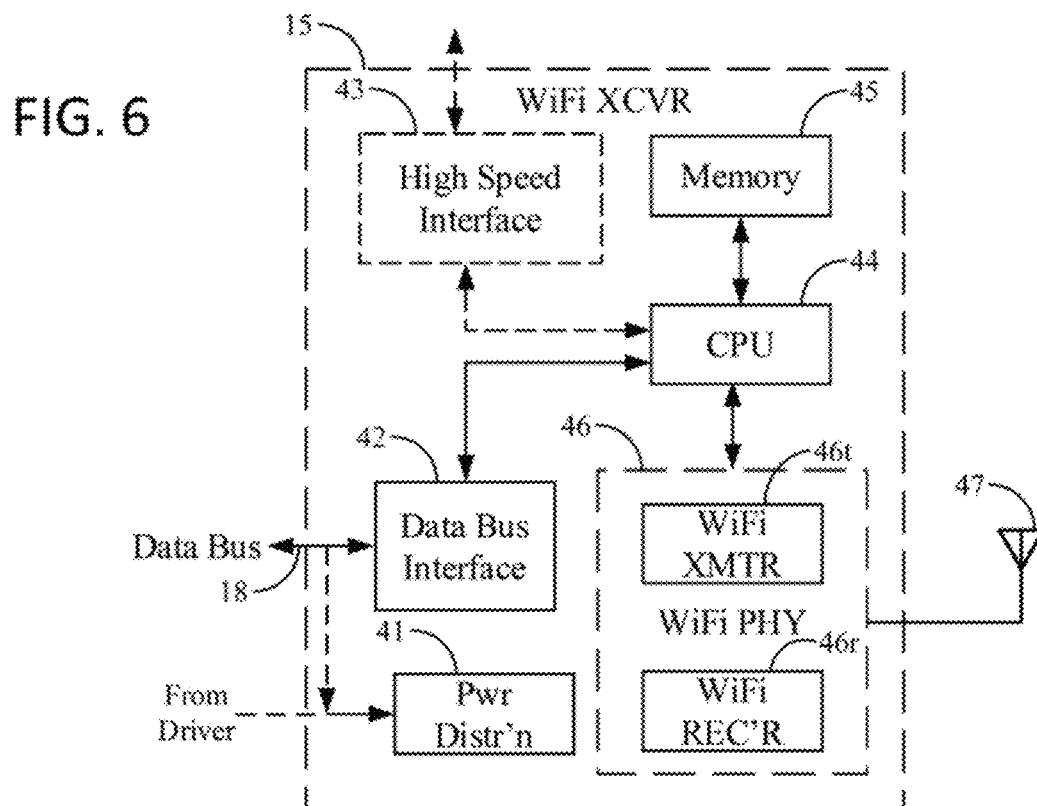 FIG. 6
15
43
WiFi XCVR
45
High Speed
Interface
Memory
44
CPU
42
46
46t
47
Data Bus
18
Data Bus
Interface
WiFi
XMTR
WiFi PHY
41
46r
From
Driver
Pwr
Distr'n
WiFi
REC'R